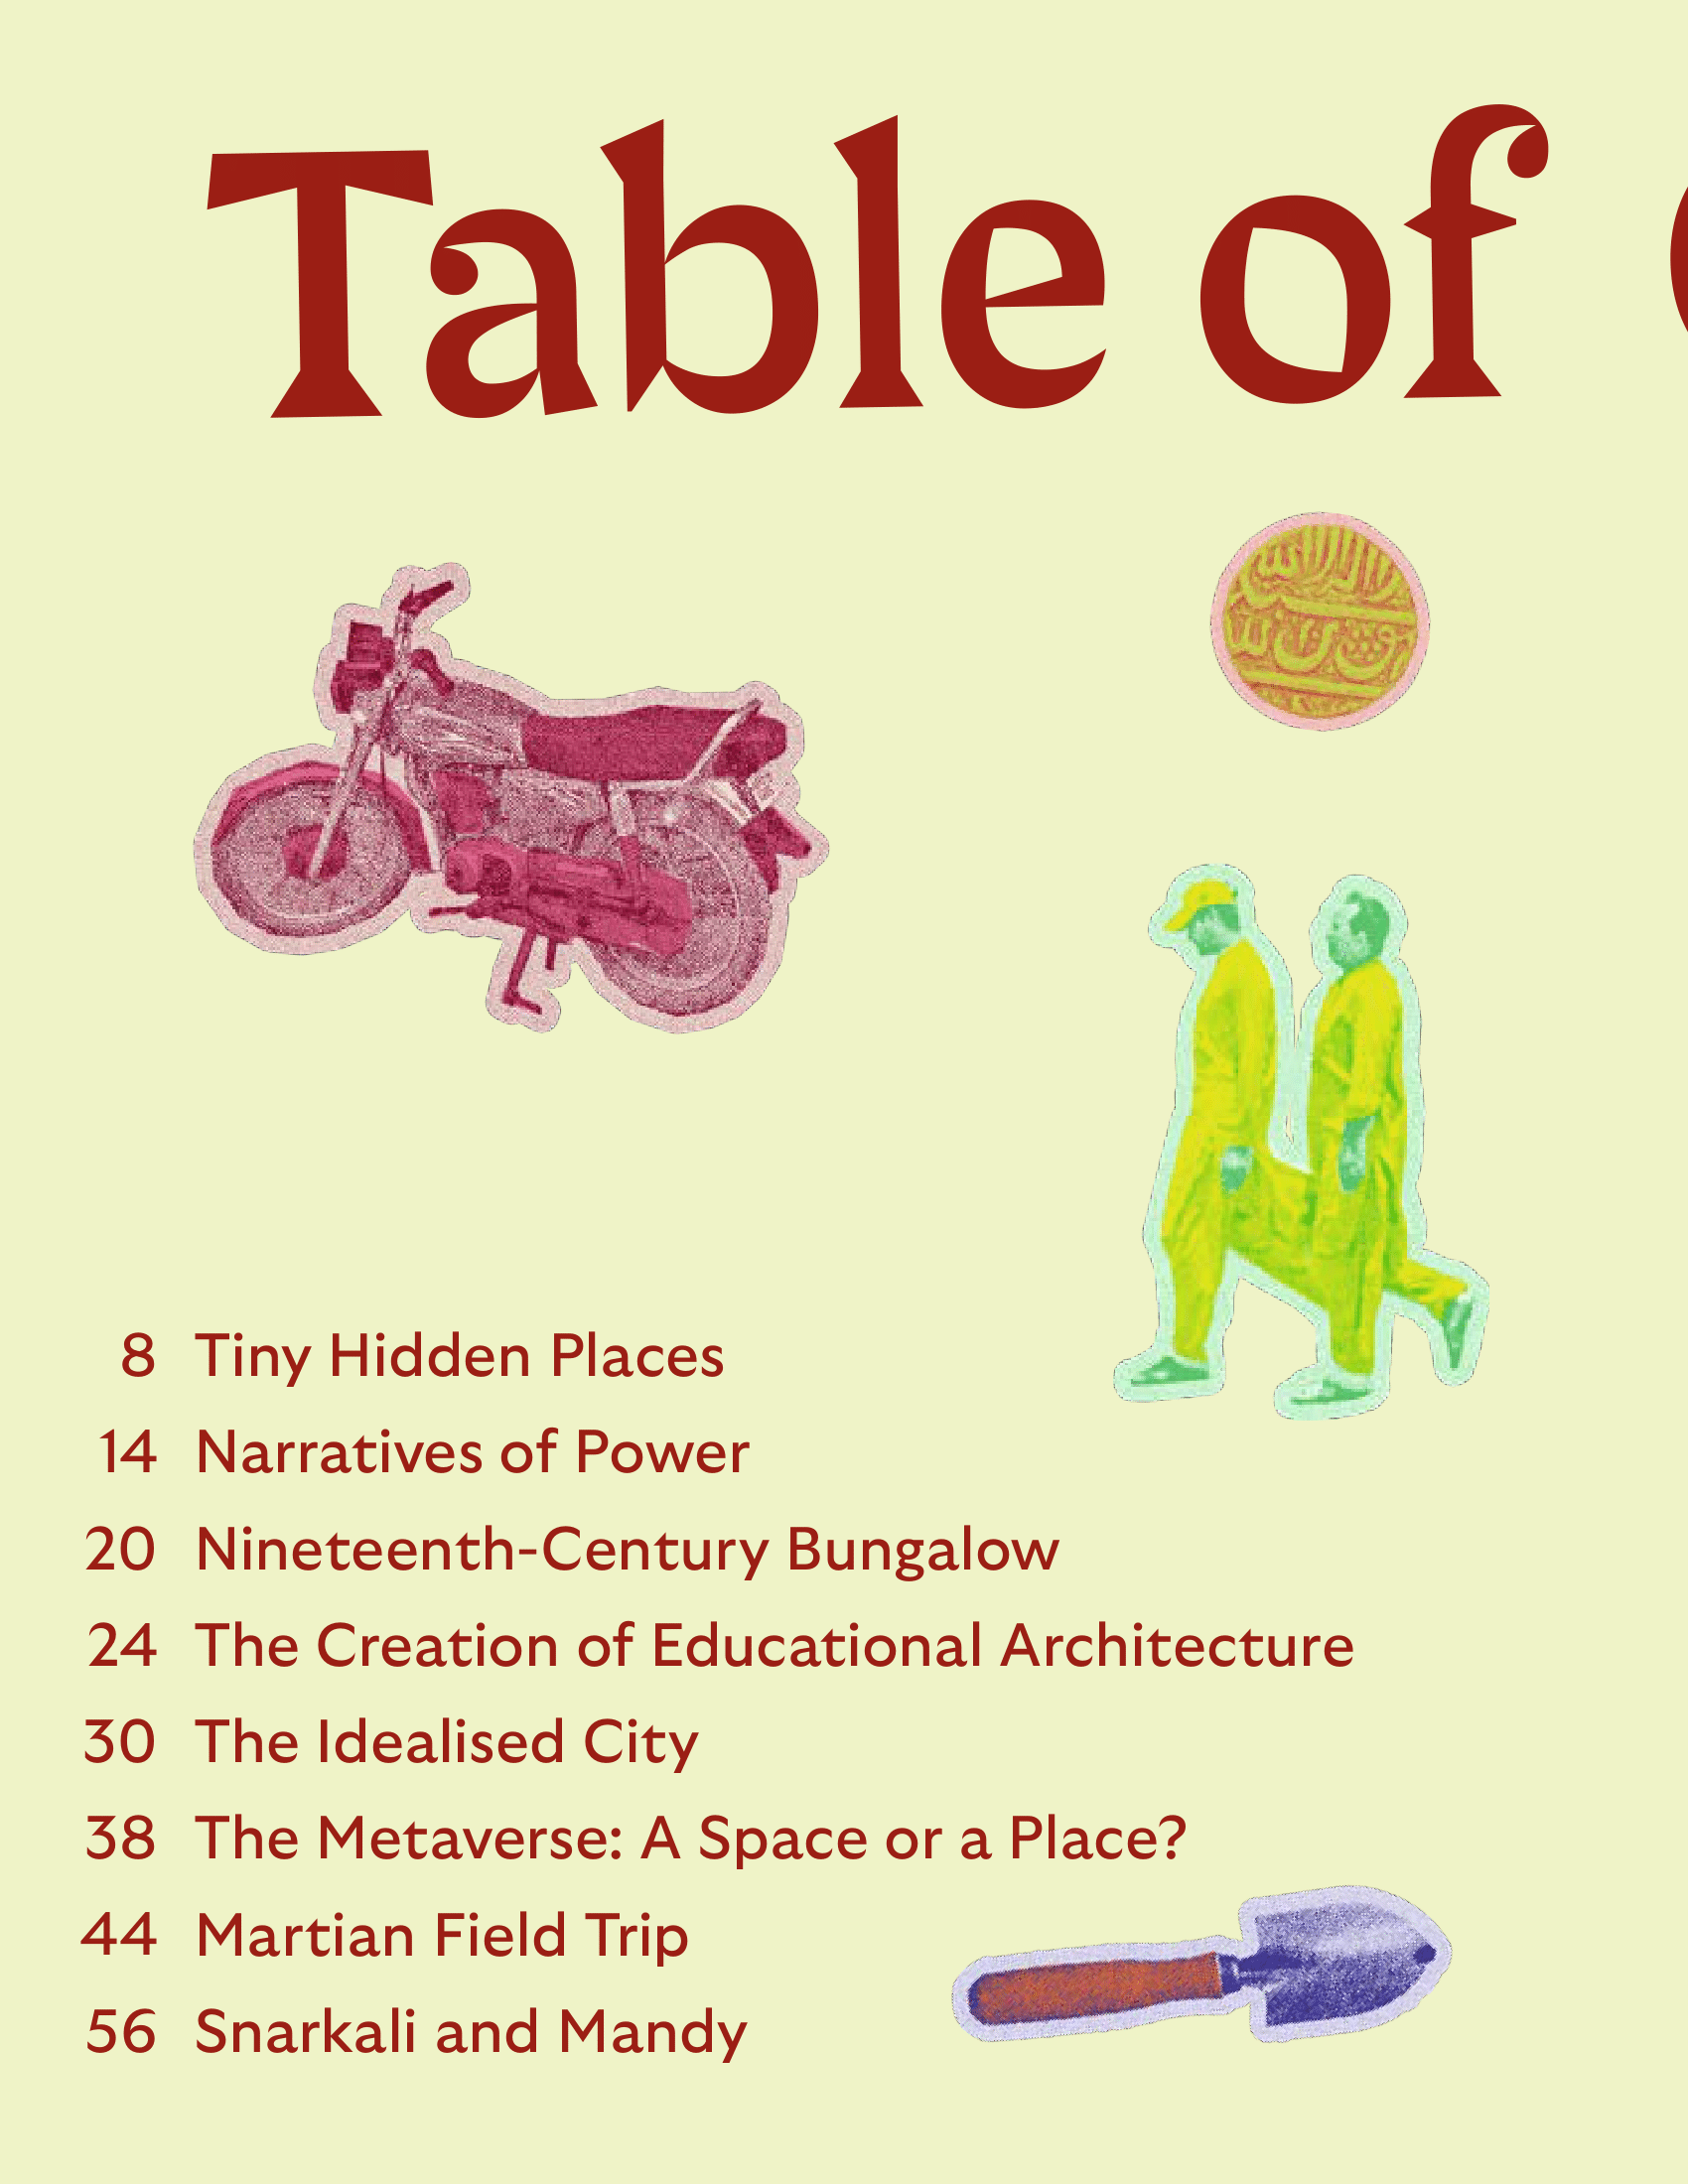 Table of
8 Tiny Hidden Places
14 Narratives of Power
20 Nineteenth-Century Bungalow
24 The Creation of Educational Architecture
30 The Idealised City
38 The Metaverse: A Space or a Place?
44 Martian Field Trip
56 Snarkali and Mandy